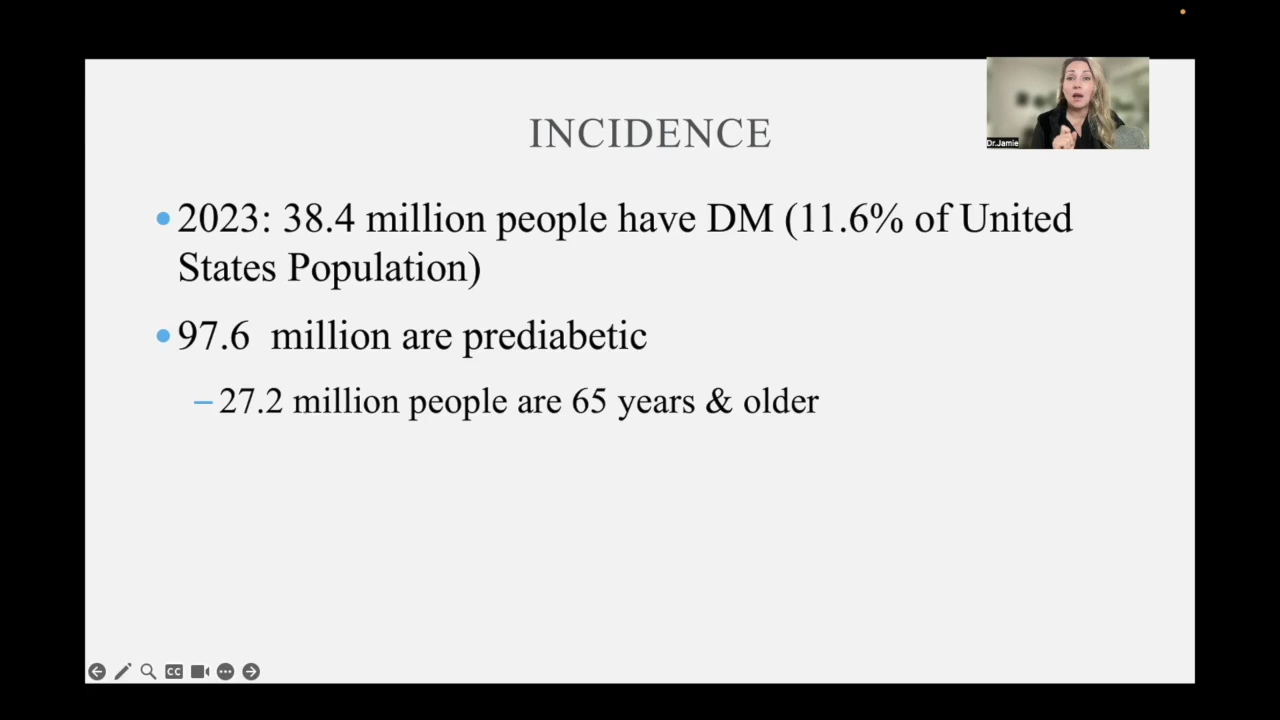 INCIDENCE
Dr.Jamie
• 2023: 38.4 million people have DM (11.6% of United
States Population)
• 97.6  million are prediabetic
– 27.2 million people are 65 years & older
CC